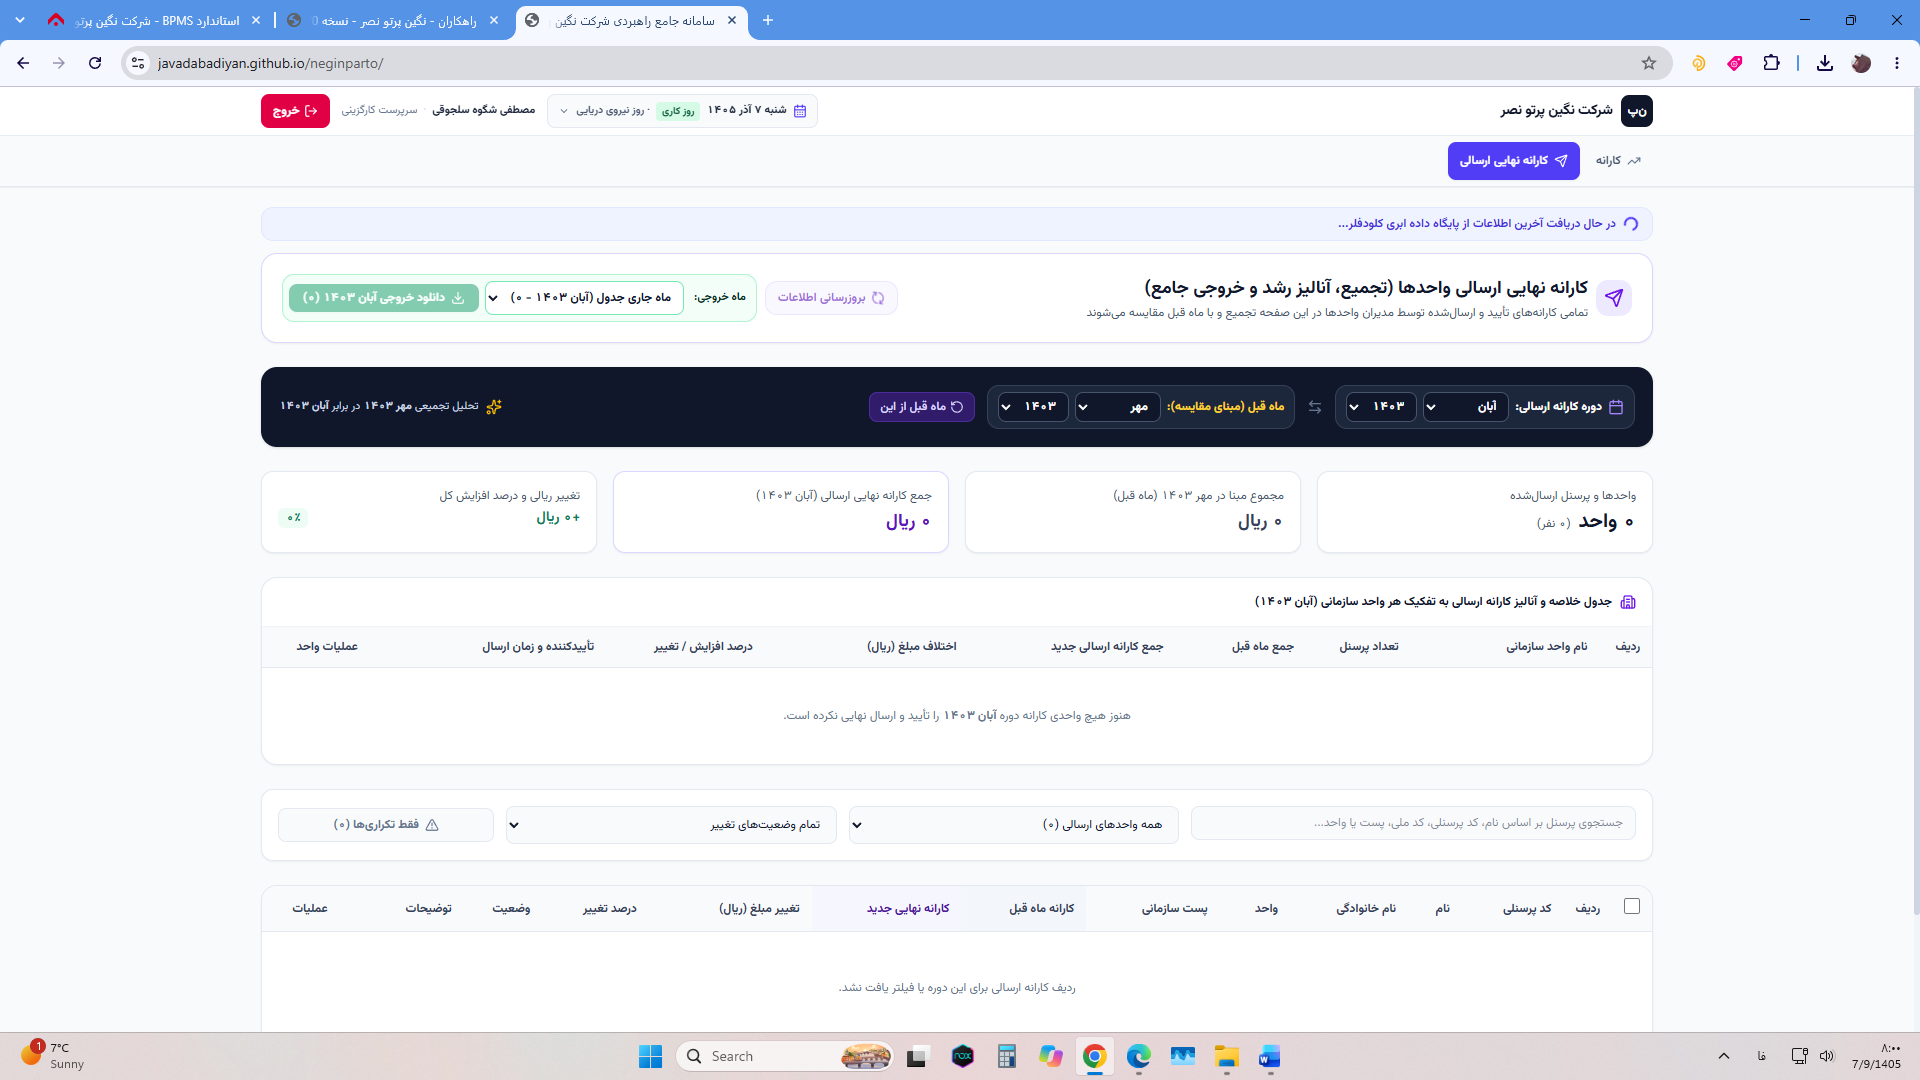 استاندارد BPMS - شرکت نگین پرتو
راهکاران - نگین پرتو نصر - نسخه 0
سامانه جامع راهبردی شرکت نگین
javadabadiyan.github.io/neginparto/
ن‌پ شرکت نگین پرتو نصر
شنبه ۷ آذر ۱۴۰۵ روز کاری · روز نیروی دریایی
مصطفی شگوه سلجوقی · سرپرست کارگزینی
خروج
کارانه
کارانه نهایی ارسالی
در حال دریافت آخرین اطلاعات از پایگاه داده ابری کلودفلر...
کارانه نهایی ارسالی واحدها (تجمیع، آنالیز رشد و خروجی جامع)
تمامی کارانه‌های تأیید و ارسال‌شده توسط مدیران واحدها در این صفحه تجمیع و با ماه قبل مقایسه می‌شوند
بروزرسانی اطلاعات
ماه خروجی: ماه جاری جدول (آبان ۱۴۰۳ - ۰)
دانلود خروجی آبان ۱۴۰۳ (۰)
دوره کارانه ارسالی: آبان ۱۴۰۳
ماه قبل (مبنای مقایسه): مهر ۱۴۰۳
ماه قبل از این
تحلیل تجمیعی مهر ۱۴۰۳ در برابر آبان ۱۴۰۳
واحدها و پرسنل ارسال‌شده
۰ واحد (۰ نفر)
مجموع مبنا در مهر ۱۴۰۳ (ماه قبل)
۰ ریال
جمع کارانه نهایی ارسالی (آبان ۱۴۰۳)
۰ ریال
تغییر ریالی و درصد افزایش کل
+۰ ریال
۰٪
جدول خلاصه و آنالیز کارانه ارسالی به تفکیک هر واحد سازمانی (آبان ۱۴۰۳)
ردیف نام واحد سازمانی تعداد پرسنل جمع ماه قبل جمع کارانه ارسالی جدید اختلاف مبلغ (ریال) درصد افزایش / تغییر تأییدکننده و زمان ارسال عملیات واحد
هنوز هیچ واحدی کارانه دوره آبان ۱۴۰۳ را تأیید و ارسال نهایی نکرده است.
جستجوی پرسنل بر اساس نام، کد پرسنلی، کد ملی، پست یا واحد...
همه واحدهای ارسالی (۰)
تمام وضعیت‌های تغییر
فقط تکراری‌ها (۰)
ردیف کد پرسنلی نام نام خانوادگی واحد پست سازمانی کارانه ماه قبل کارانه نهایی جدید تغییر مبلغ (ریال) درصد تغییر وضعیت توضیحات عملیات
ردیف کارانه ارسالی برای این دوره یا فیلتر یافت نشد.
1
7°C
Sunny
Search
nox
W
فا
۸:۰۰
7/9/1405